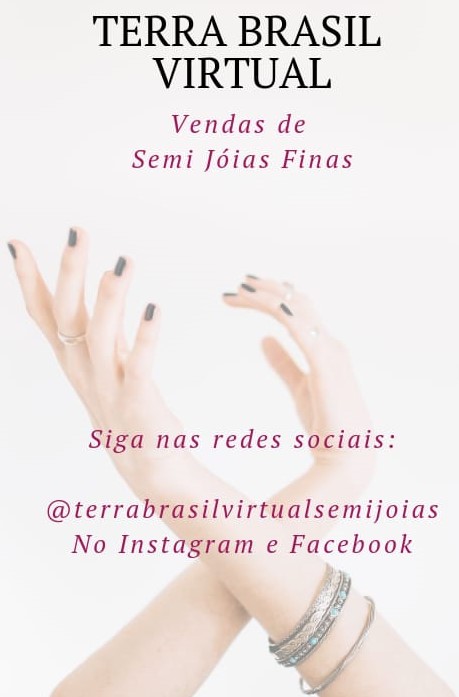 TERRA BRASIL
VIRTUAL
Vendas de
Semi Jóias Finas
Siga nas redes sociais:
@terrabrasilvirtualsemijoias
No Instagram e Facebook